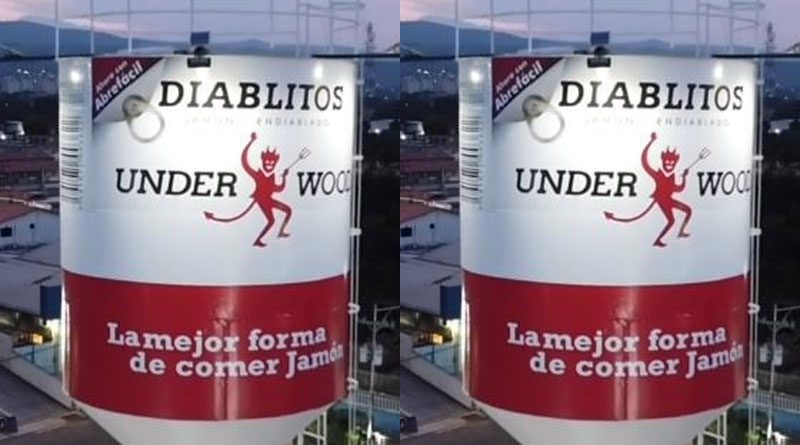 Ahora con
Abrefácil
DIABLITOS
JAMÓN ENDIABLADO
UNDER WOOD
La mejor forma
de comer Jamón
Ahora con
Abrefácil
DIABLITOS
JAMÓN ENDIABLADO
UNDER WOOD
La mejor forma
de comer Jamón